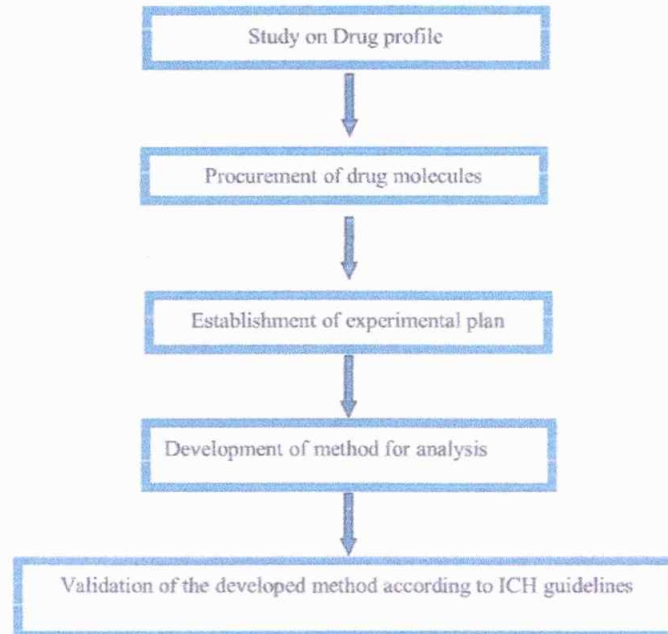 Study on Drug profile
Procurement of drug molecules
Establishment of experimental plan
Development of method for analysis
Validation of the developed method according to ICH guidelines